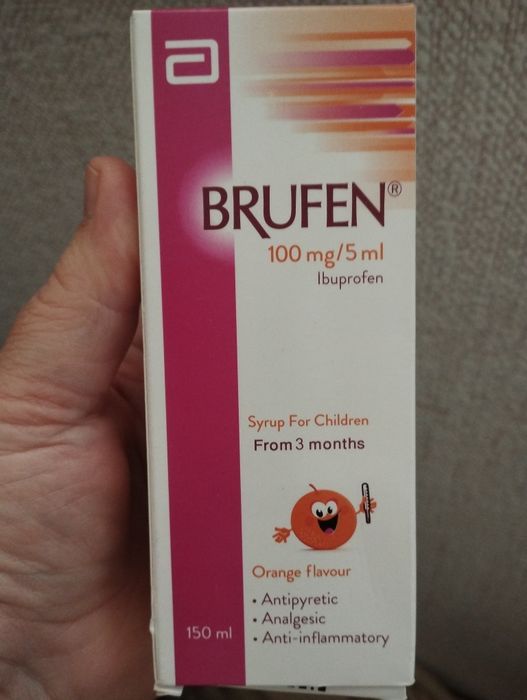 BRUFEN®
100 mg/5 ml
Ibuprofen
Syrup For Children
From 3 months
Orange flavour
• Antipyretic
• Analgesic
• Anti-inflammatory
150 ml